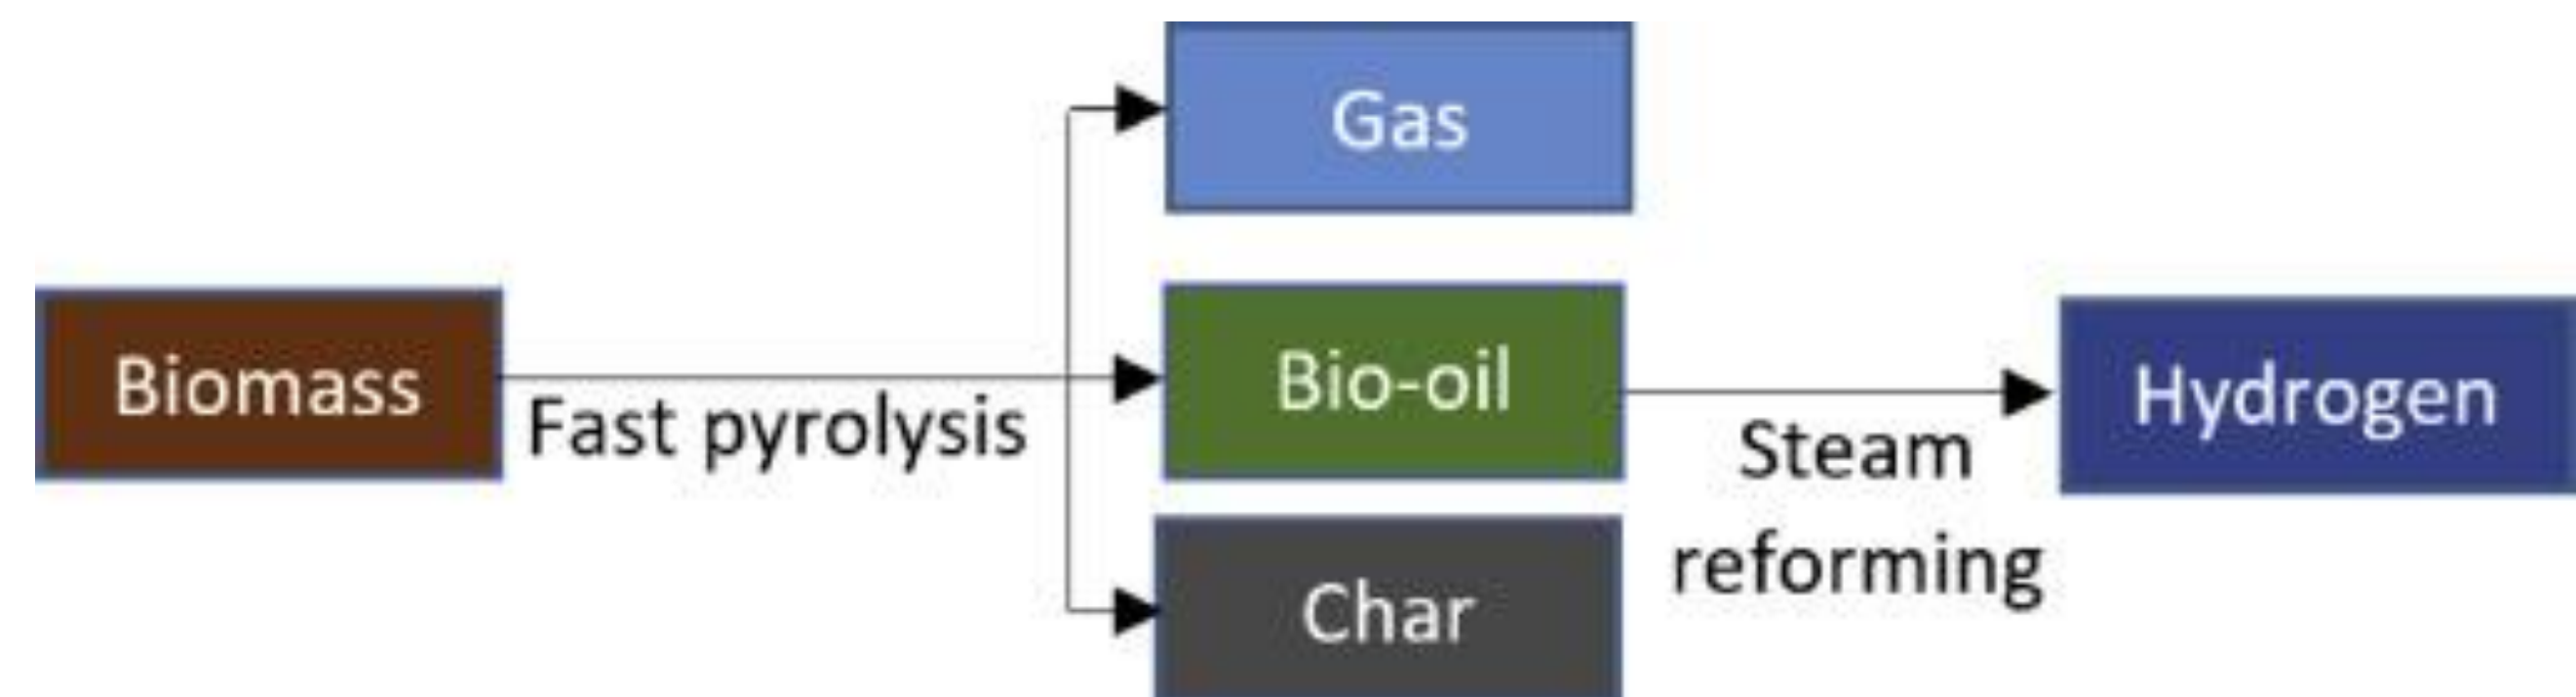 Gas
Biomass
Fast pyrolysis
Bio-oil
Steam
reforming
Hydrogen
Char